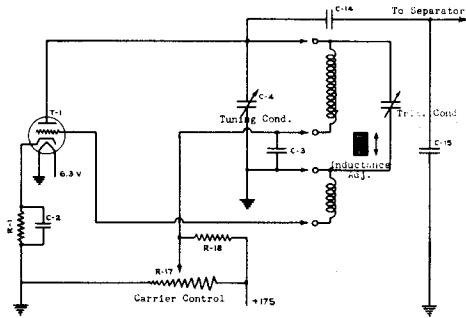 C-14
To Separator
T-1
C-4
Tuning Cond.
Trim. Cond.
C-3
C-15
Inductance
Adj.
6.3 V
C-2
R-1
R-18
R-17
Carrier Control
+175